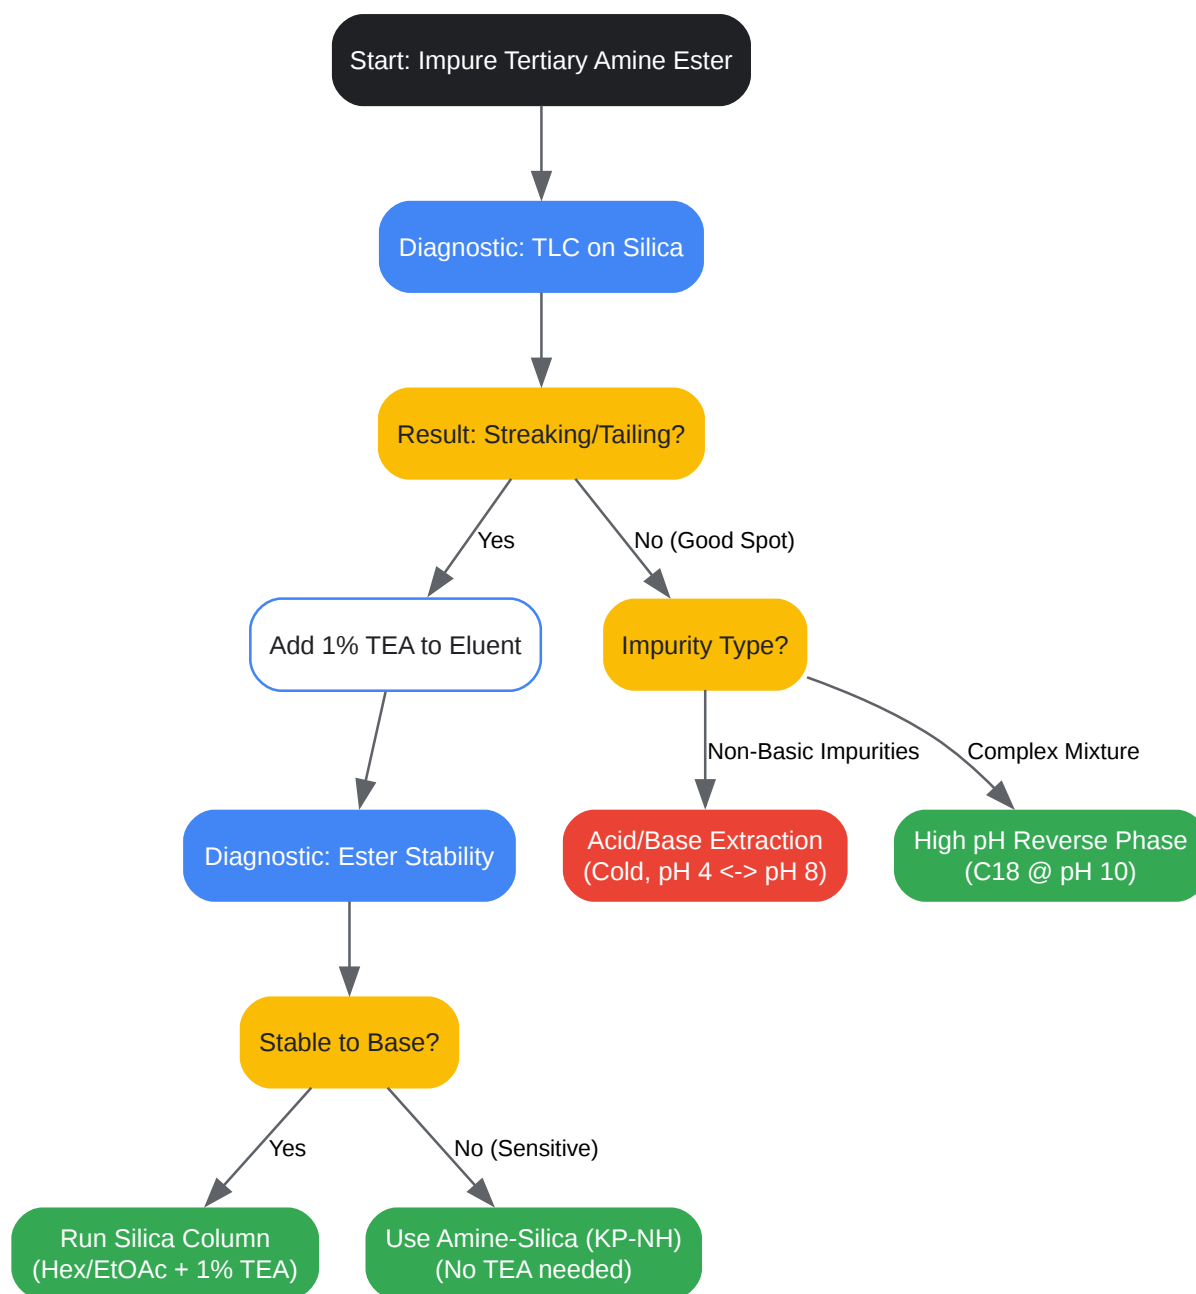 Start: Impure Tertiary Amine Ester
Diagnostic: TLC on Silica
Result: Streaking/Tailing?
Yes
No (Good Spot)
Add 1% TEA to Eluent
Impurity Type?
Non-Basic Impurities
Complex Mixture
Diagnostic: Ester Stability
Acid/Base Extraction
(Cold, pH 4 <-> pH 8)
High pH Reverse Phase
(C18 @ pH 10)
Stable to Base?
Yes
No (Sensitive)
Run Silica Column
(Hex/EtOAc + 1% TEA)
Use Amine-Silica (KP-NH)
(No TEA needed)